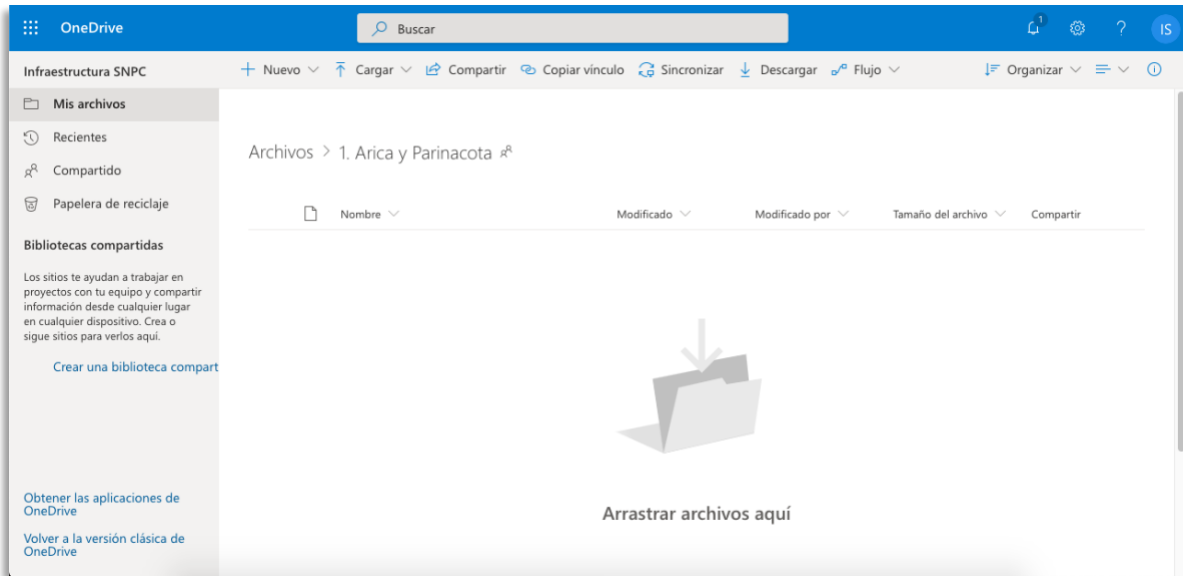 OneDrive
Buscar
1
IS
Infraestructura SNPC
Nuevo
Cargar
Compartir
Copiar vínculo
Sincronizar
Descargar
Flujo
Organizar
Mis archivos
Recientes
Compartido
Papelera de reciclaje
Bibliotecas compartidas
Los sitios te ayudan a trabajar en
proyectos con tu equipo y compartir
información desde cualquier lugar
en cualquier dispositivo. Crea o
sigue sitios para verlos aquí.
Crear una biblioteca compart
Obtener las aplicaciones de
OneDrive
Volver a la versión clásica de
OneDrive
Archivos > 1. Arica y Parinacota
Nombre
Modificado
Modificado por
Tamaño del archivo
Compartir
Arrastrar archivos aquí